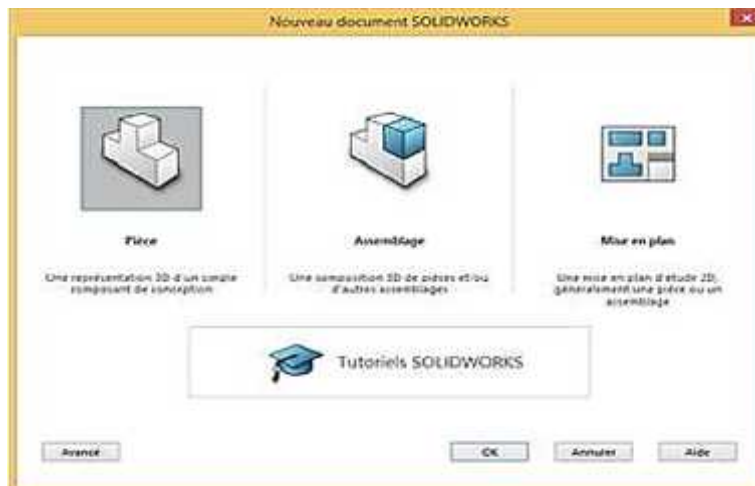 Nouveau document SOLIDWORKS
Pièce
Une représentation 3D d'un simple
composant de conception
Assemblage
Une composition 3D de pièces et/ou
d'autres assemblages
Mise en plan
Une mise en plan d'étude 2D,
généralement une pièce ou un
assemblage
Tutoriels SOLIDWORKS
Avancé
OK
Annuler
Aide